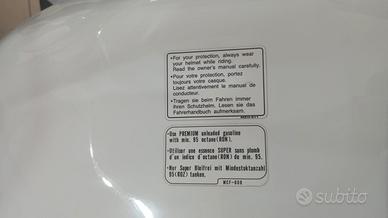 •For your protection, always wear
your helmet while riding.
Read the owner's manual carefully.
•Pour votre protection, portez
toujours votre casque.
Lisez attentivement le manuel de
conducteur.
•Tragen sie beim Fahren immer
ihren Schutzhelm. Lesen sie das
Fahrerhandbuch aufmerksam.
•Use PREMIUM unleaded gasoline
with min. 95 octane(RON).
•Utiliser une essence SUPER sans plomb
d'un indice d'octane(RON) de min. 95.
•Nur Super Bleifrei mit Mindestoktanzahl
95(ROZ) tanken.
subito